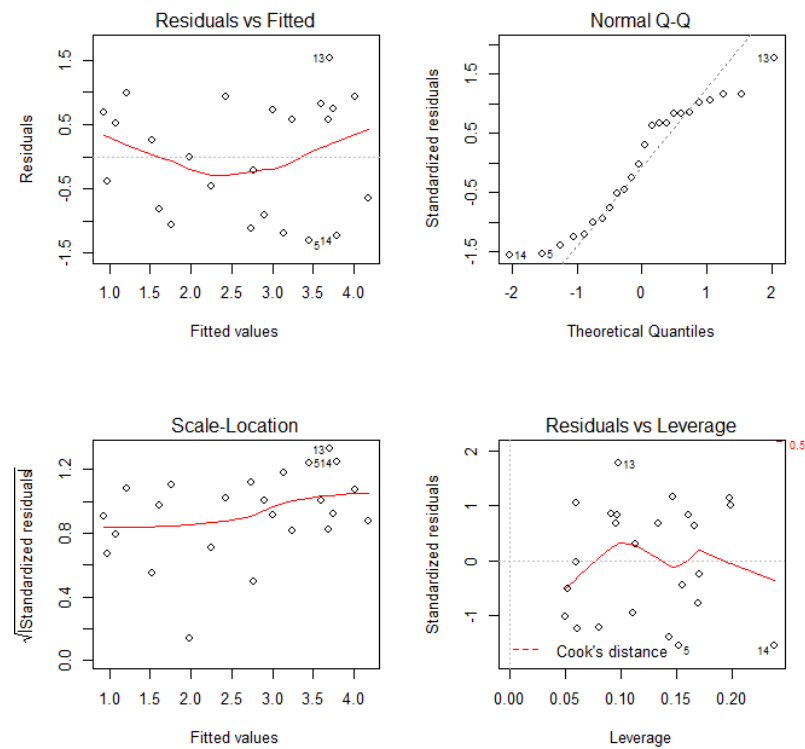 Residuals vs Fitted
Residuals
1.5
0.5
-0.5
-1.5
13
5
14
1.0 1.5 2.0 2.5 3.0 3.5 4.0
Fitted values
Normal Q-Q
Standardized residuals
1.5
0.5
-0.5
-1.5
13
14
5
-2 -1 0 1 2
Theoretical Quantiles
Scale-Location
√|Standardized residuals|
1.2
0.8
0.4
0.0
13
514
1.0 1.5 2.0 2.5 3.0 3.5 4.0
Fitted values
Residuals vs Leverage
Standardized residuals
2
1
0
-1
0.5
13
5
14
Cook's distance
0.00 0.05 0.10 0.15 0.20
Leverage